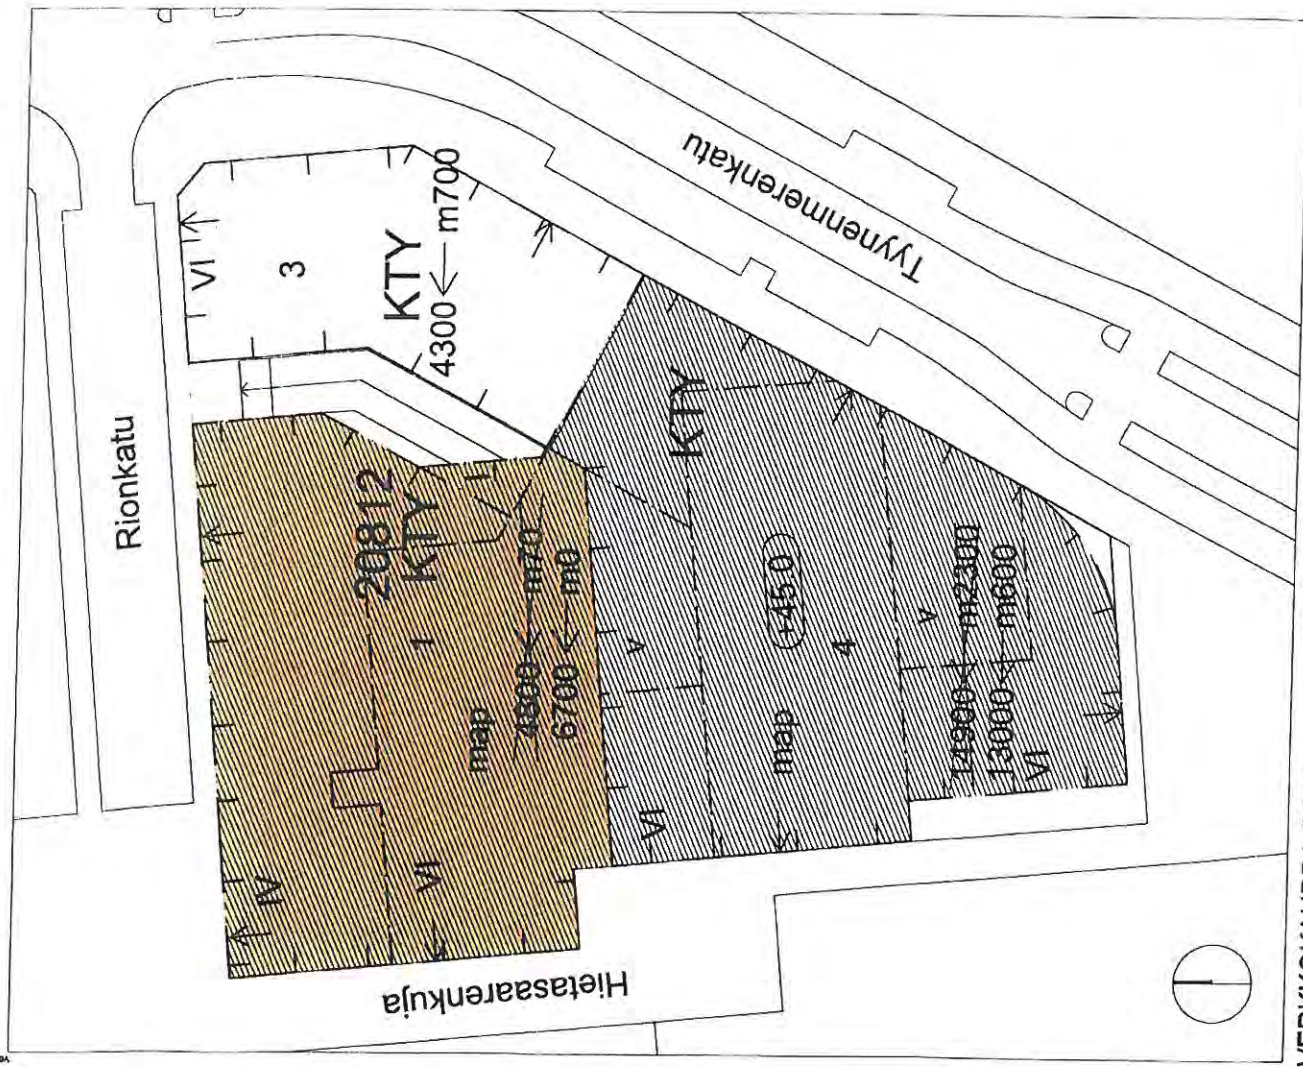 Rionkatu
VI
3
KTY
4300 ← m700
Tyynenmerenkatu
20812
KTY
1
I
IV
VI
map
4800 ← m70
6700 ← m0
Hietasaarenkuja
KTY
v
VI
(+45.0)
map
4
v
14900 ← m2300
13000 ← m600
VI